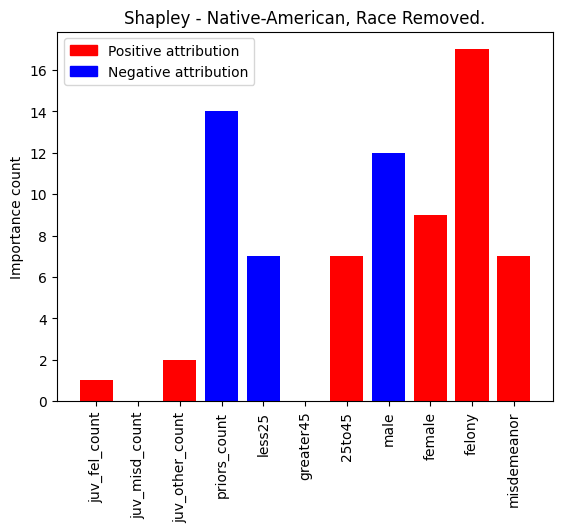 Shapley - Native-American, Race Removed.
Positive attribution
Negative attribution
Importance count
16
14
12
10
8
6
4
2
0
juv_fel_count
juv_misd_count
juv_other_count
priors_count
less25
greater45
25to45
male
female
felony
misdemeanor